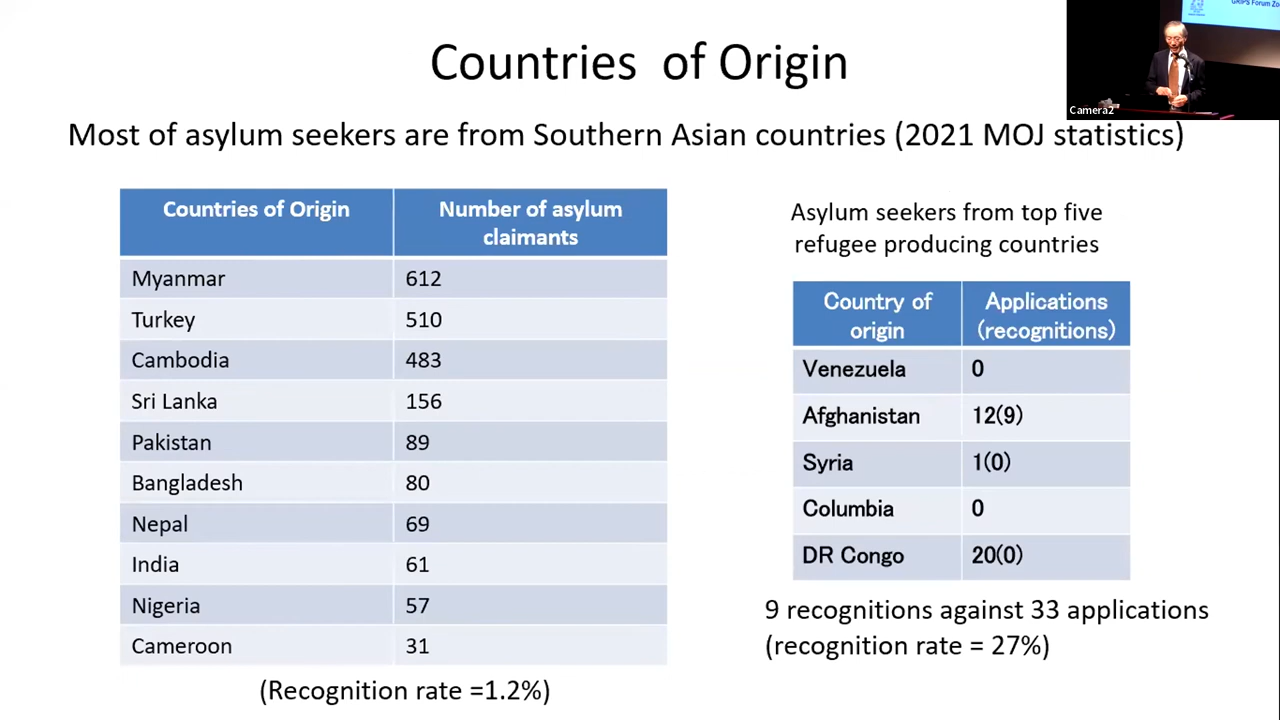 Countries of Origin
GRIPS Forum Zo
Camera2
Most of asylum seekers are from Southern Asian countries (2021 MOJ statistics)
Countries of Origin
Number of asylum
claimants
Myanmar 612
Turkey 510
Cambodia 483
Sri Lanka 156
Pakistan 89
Bangladesh 80
Nepal 69
India 61
Nigeria 57
Cameroon 31
(Recognition rate =1.2%)
Asylum seekers from top five
refugee producing countries
Country of
origin
Applications
(recognitions)
Venezuela 0
Afghanistan 12(9)
Syria 1(0)
Columbia 0
DR Congo 20(0)
9 recognitions against 33 applications
(recognition rate = 27%)